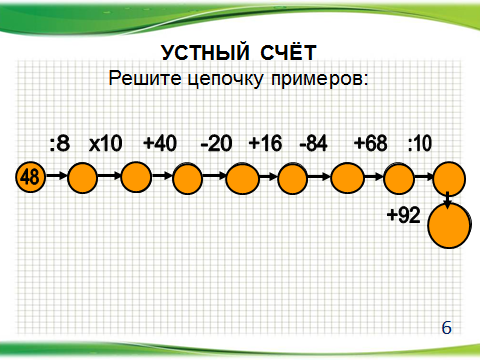 УСТНЫЙ СЧЁТ
Решите цепочку примеров:
:8 х10 +40 -20 +16 -84 +68 :10
48
+92
6